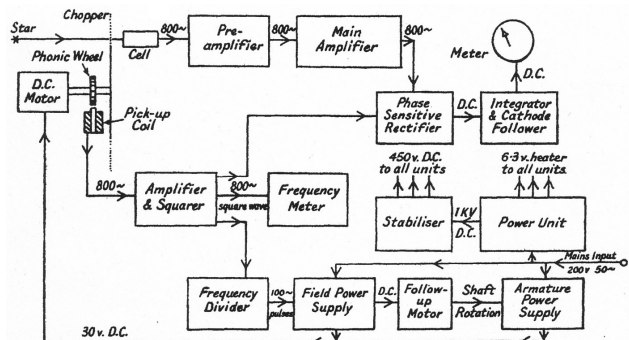 Chopper
Star
800~
Cell
Pre-
amplifier
800~
Main
Amplifier
800~
Meter
D.C.
Phonic Wheel
D.C.
Motor
Pick-up
Coil
Phase
Sensitive
Rectifier
D.C.
Integrator
& Cathode
Follower
450v. D.C.
to all units
6·3v. heater
to all units.
800~
Amplifier
& Squarer
800~
square wave
Frequency
Meter
Stabiliser
1KV
D.C.
Power Unit
Mains Input
200v 50~
Frequency
Divider
100~
pulses
Field Power
Supply
D.C.
Follow-
up
Motor
Shaft
Rotation
Armature
Power
Supply
30v. D.C.